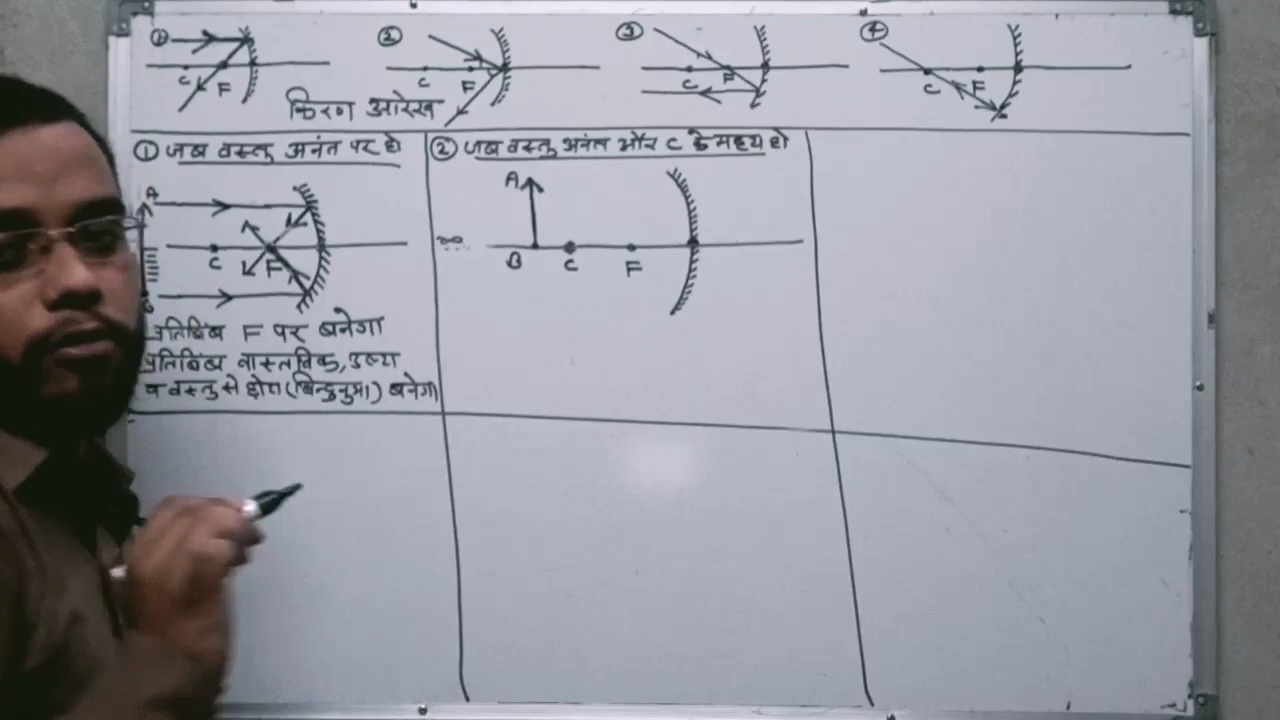 ① ② ③ ④
C F C F C F C F
किरण आरेख
① जब वस्तु अनंत पर हो
A
C F
B
प्रतिबिंब F पर बनेगा
प्रतिबिंब वास्तविक, उल्टा
व वस्तु से छोटा (बिन्दुनुमा) बनेगा
② जब वस्तु अनंत और C के मध्य हो
A
∞
B C F